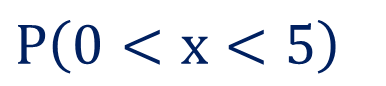 P(0 < x < 5)